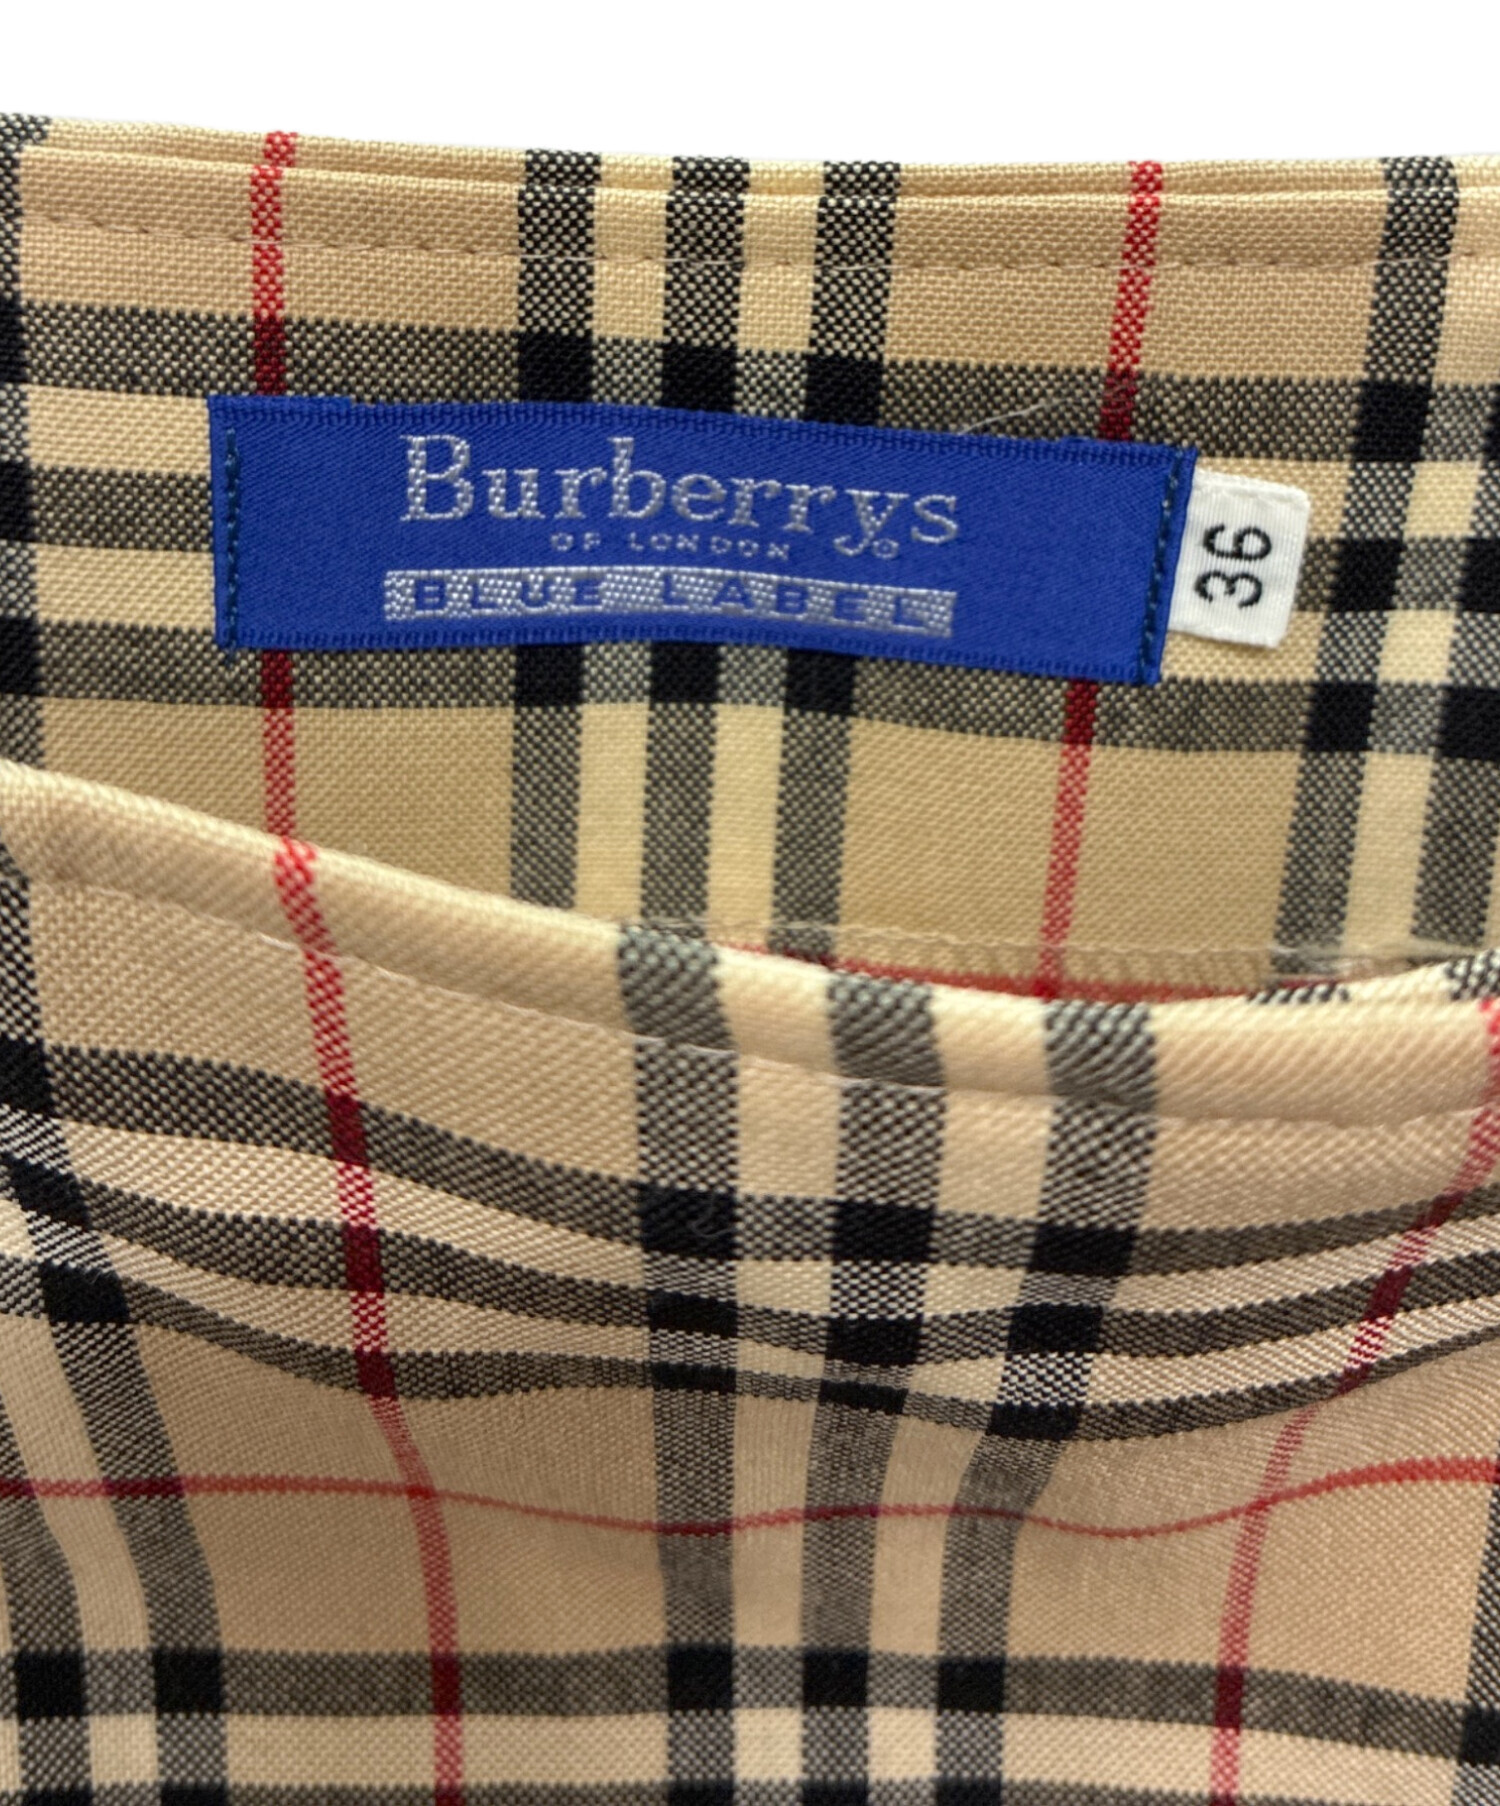 Burberrys
OF LONDON ®
BLUE LABEL
36